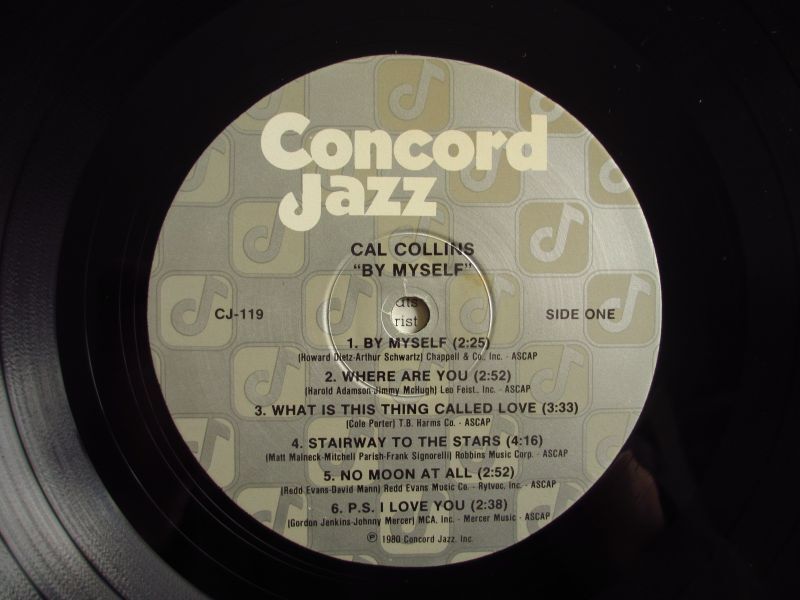 Concord
Jazz
CAL COLLINS
"BY MYSELF"
CJ-119
SIDE ONE
rist
1. BY MYSELF (2:25)
(Howard Dietz-Arthur Schwartz) Chappell & Co., Inc. - ASCAP
2. WHERE ARE YOU (2:52)
(Harold Adamson-Jimmy McHugh) Leo Feist., Inc. - ASCAP
3. WHAT IS THIS THING CALLED LOVE (3:33)
(Cole Porter) T.B. Harms Co. - ASCAP
4. STAIRWAY TO THE STARS (4:16)
(Matt Malneck-Mitchell Parish-Frank Signorelli) Robbins Music Corp. - ASCAP
5. NO MOON AT ALL (2:52)
(Redd Evans-David Mann) Redd Evans Music Co. - Rytvoc, Inc. - ASCAP
6. P.S. I LOVE YOU (2:38)
(Gordon Jenkins-Johnny Mercer) MCA, Inc. - Mercer Music - ASCAP
℗ 1980 Concord Jazz, Inc.